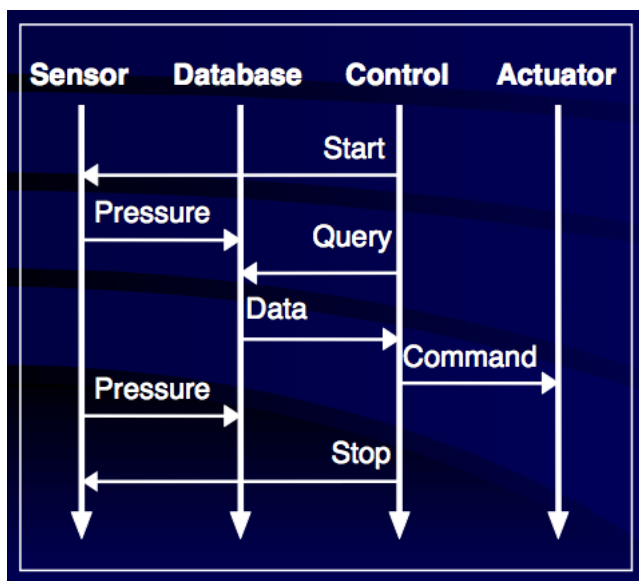 Sensor Database Control Actuator
Start
Pressure
Query
Data
Command
Pressure
Stop